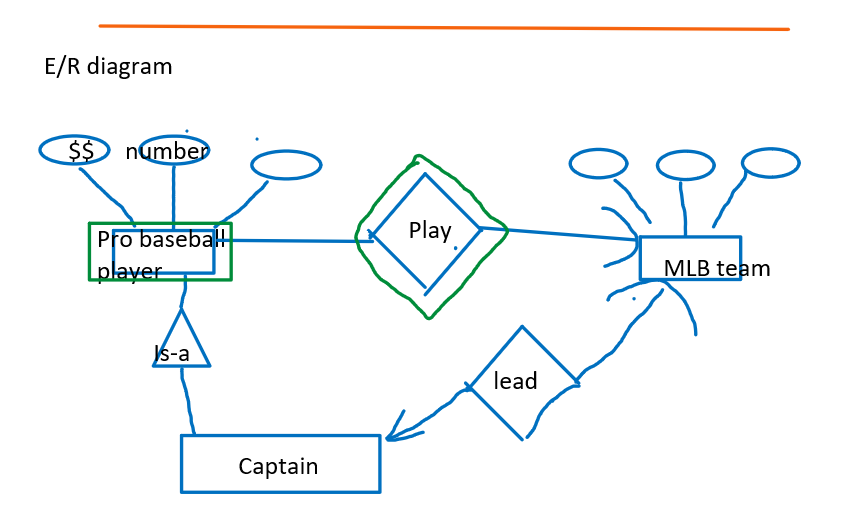 E/R diagram
$$
number
Pro baseball
player
Play
MLB team
Is-a
lead
Captain